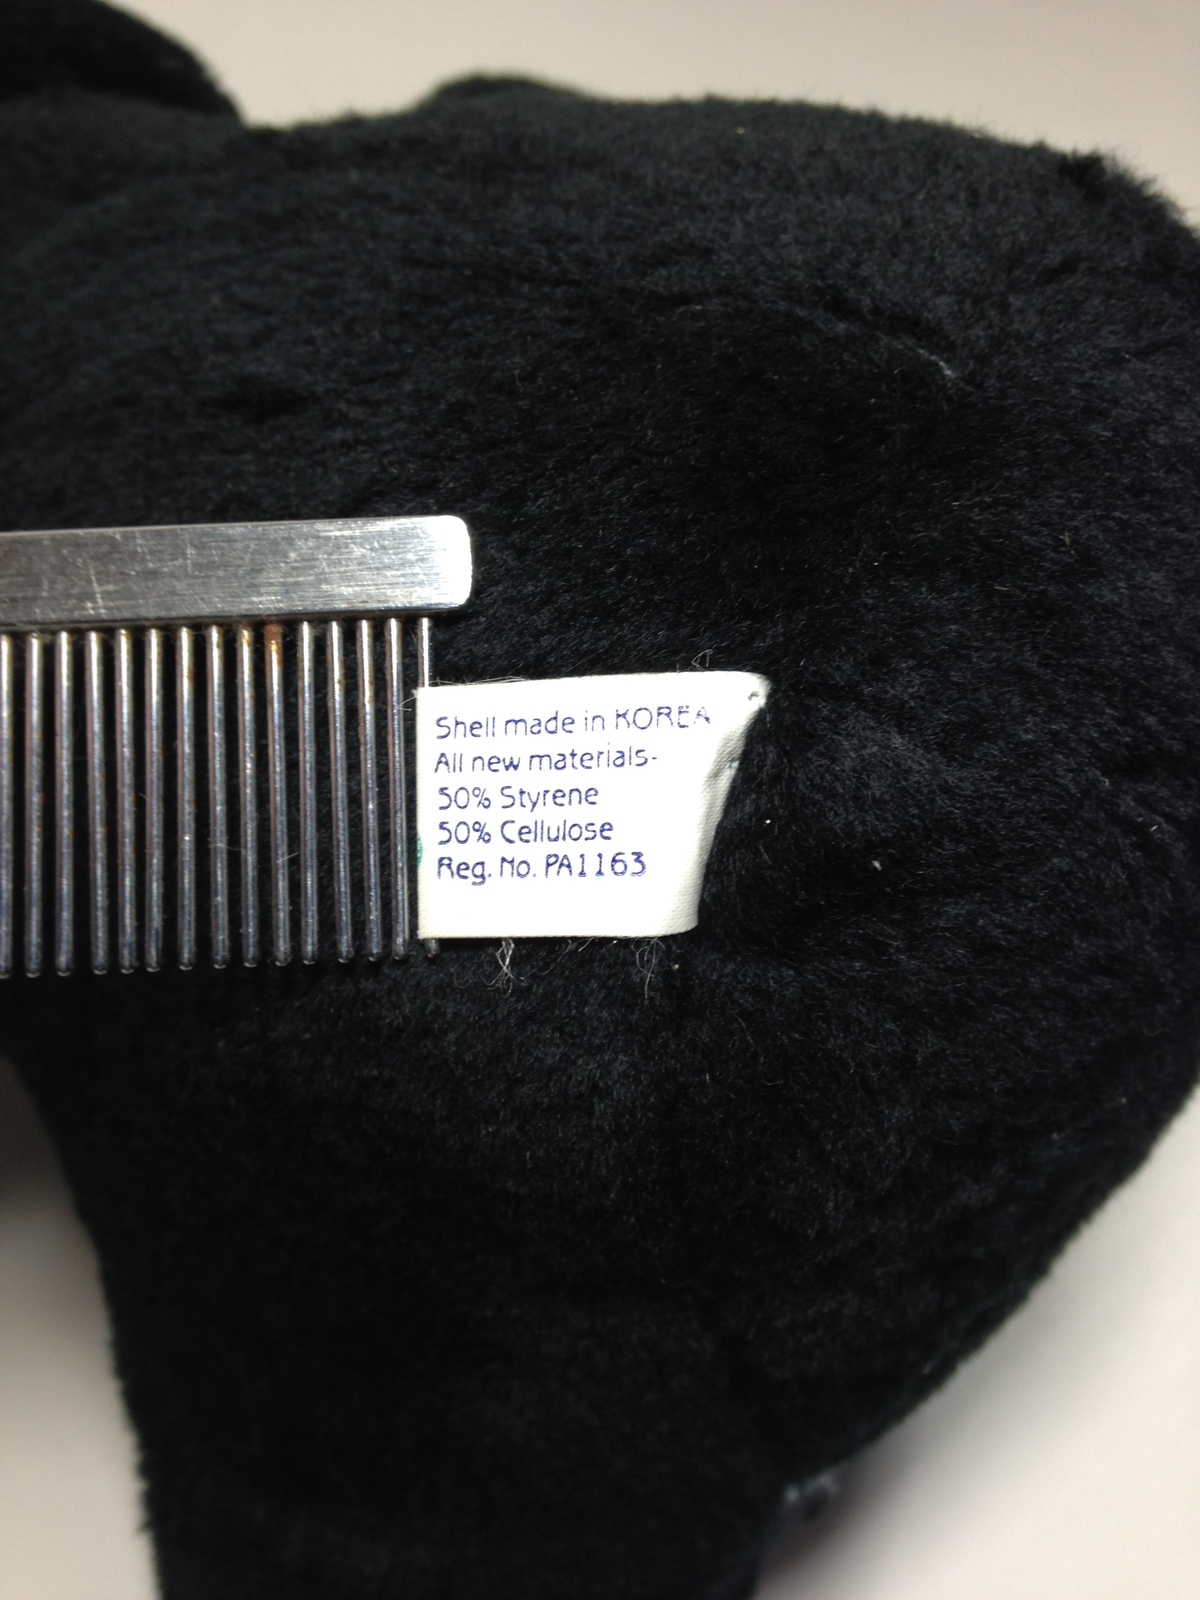 Shell made in KOREA
All new materials-
50% Styrene
50% Cellulose
Reg. No. PA1163